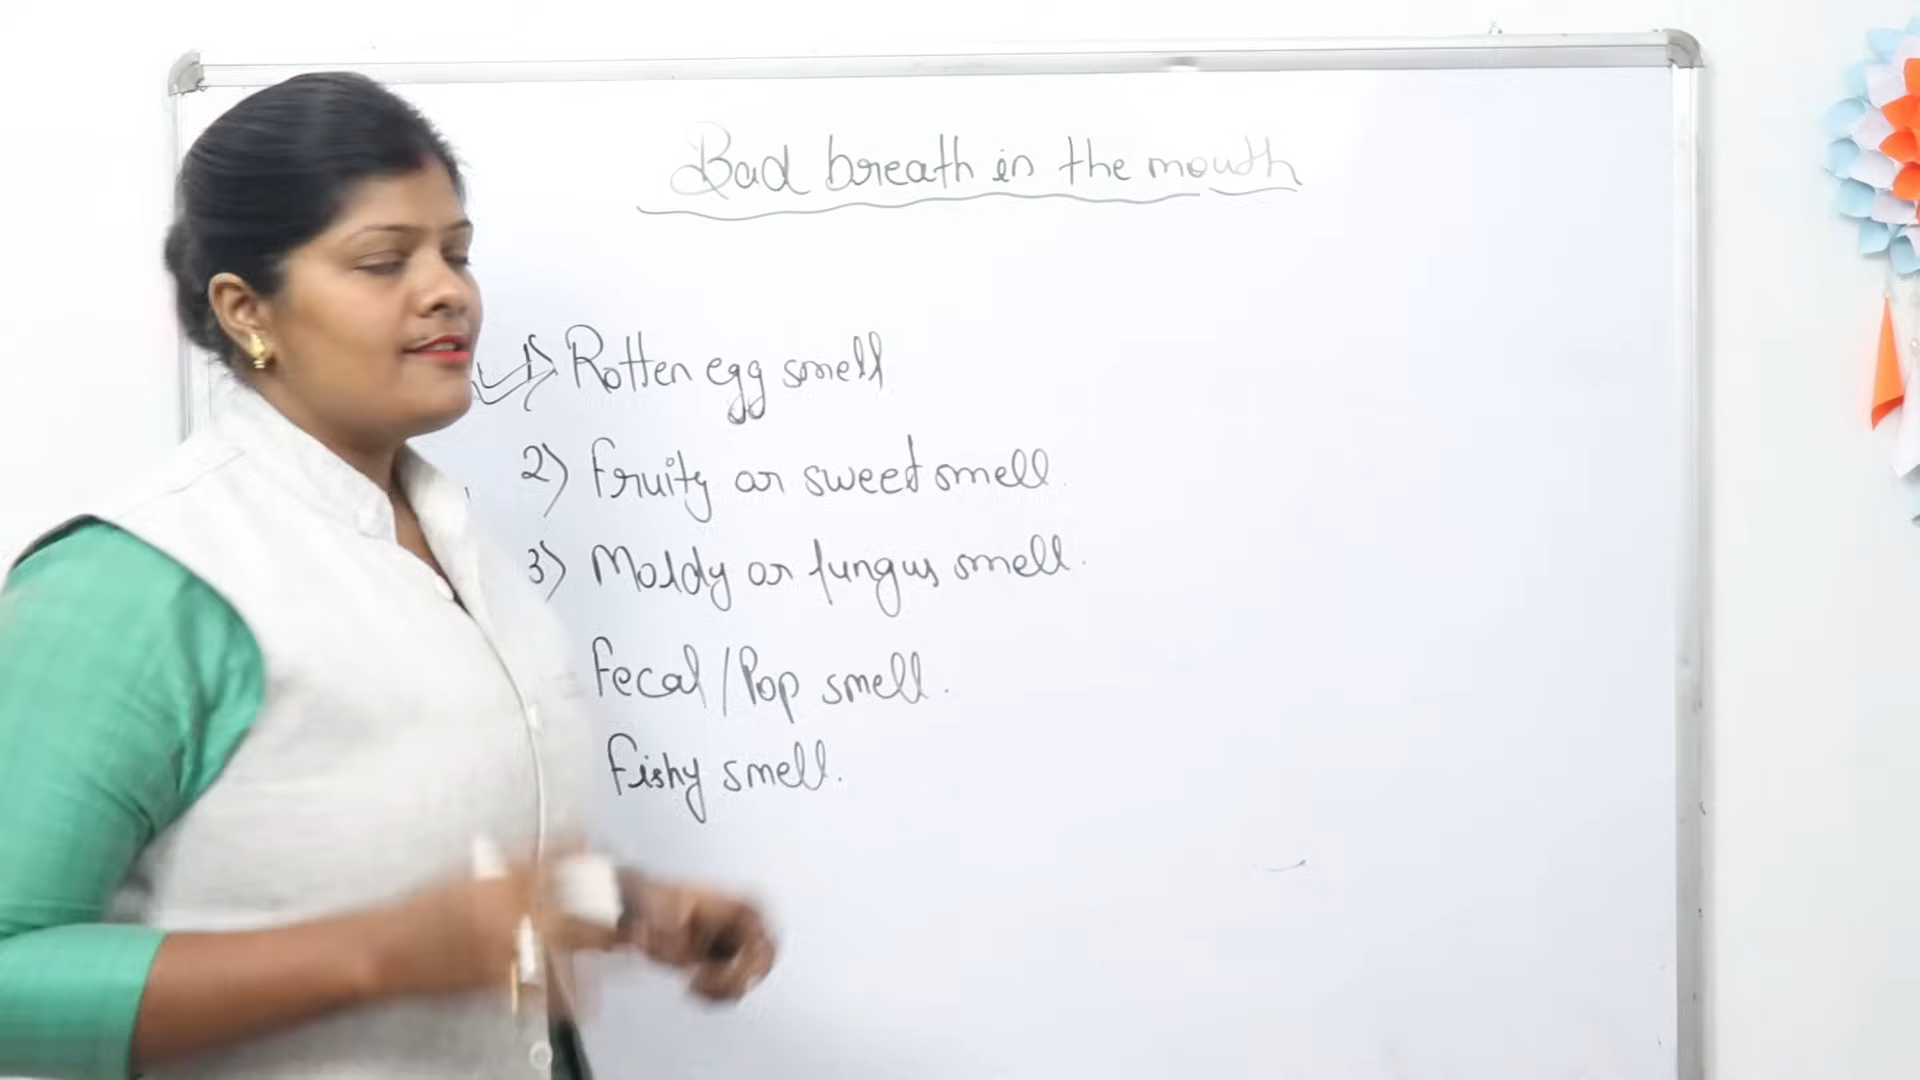 Bad breath in the mouth
1) Rotten egg smell
2) Fruity or sweet smell.
3) Moldy or fungus smell.
Fecal / Pop smell.
Fishy smell.